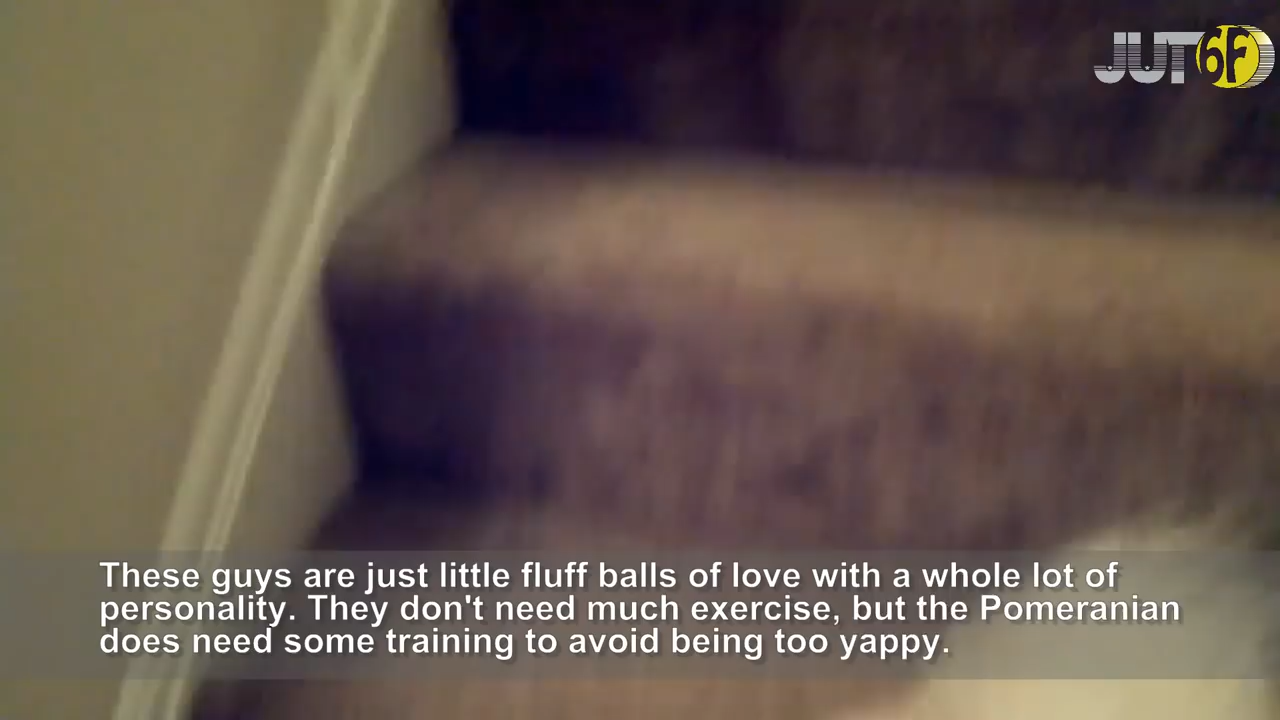 JUT6F
These guys are just little fluff balls of love with a whole lot of
personality. They don't need much exercise, but the Pomeranian
does need some training to avoid being too yappy.